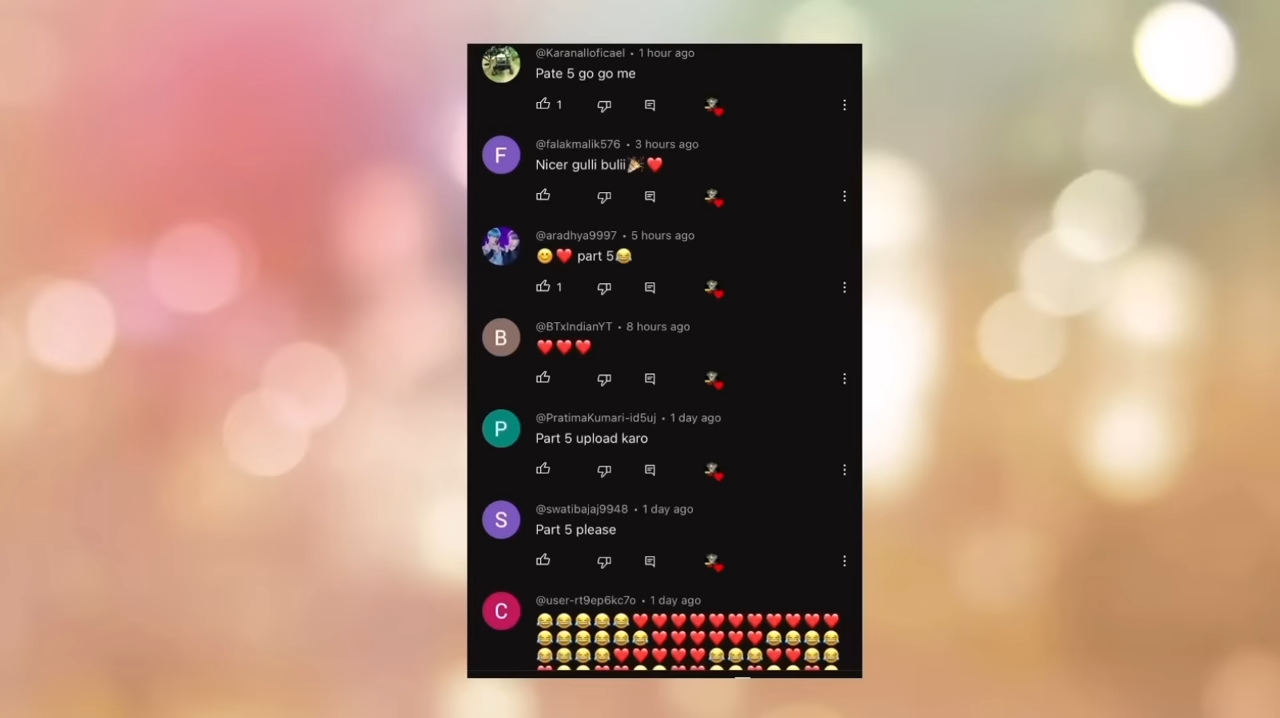 @Karanalloficael • 1 hour ago
Pate 5 go go me
1
F
@falakmalik576 • 3 hours ago
Nicer gulli bulii🎉❤️
@aradhya9997 • 5 hours ago
😊❤️ part 5😂
1
B
@BTxIndianYT • 8 hours ago
❤️❤️❤️
P
@PratimaKumari-id5uj • 1 day ago
Part 5 upload karo
S
@swatibajaj9948 • 1 day ago
Part 5 please
C
@user-rt9ep6kc7o • 1 day ago
😂😂😂😂😂❤️❤️❤️❤️❤️❤️❤️❤️❤️❤️❤️
😂😂😂😂😂😂❤️❤️❤️❤️❤️❤️😂😂😂😂
😂😂😂😂❤️❤️❤️❤️❤️😂😂😂❤️❤️😂😂